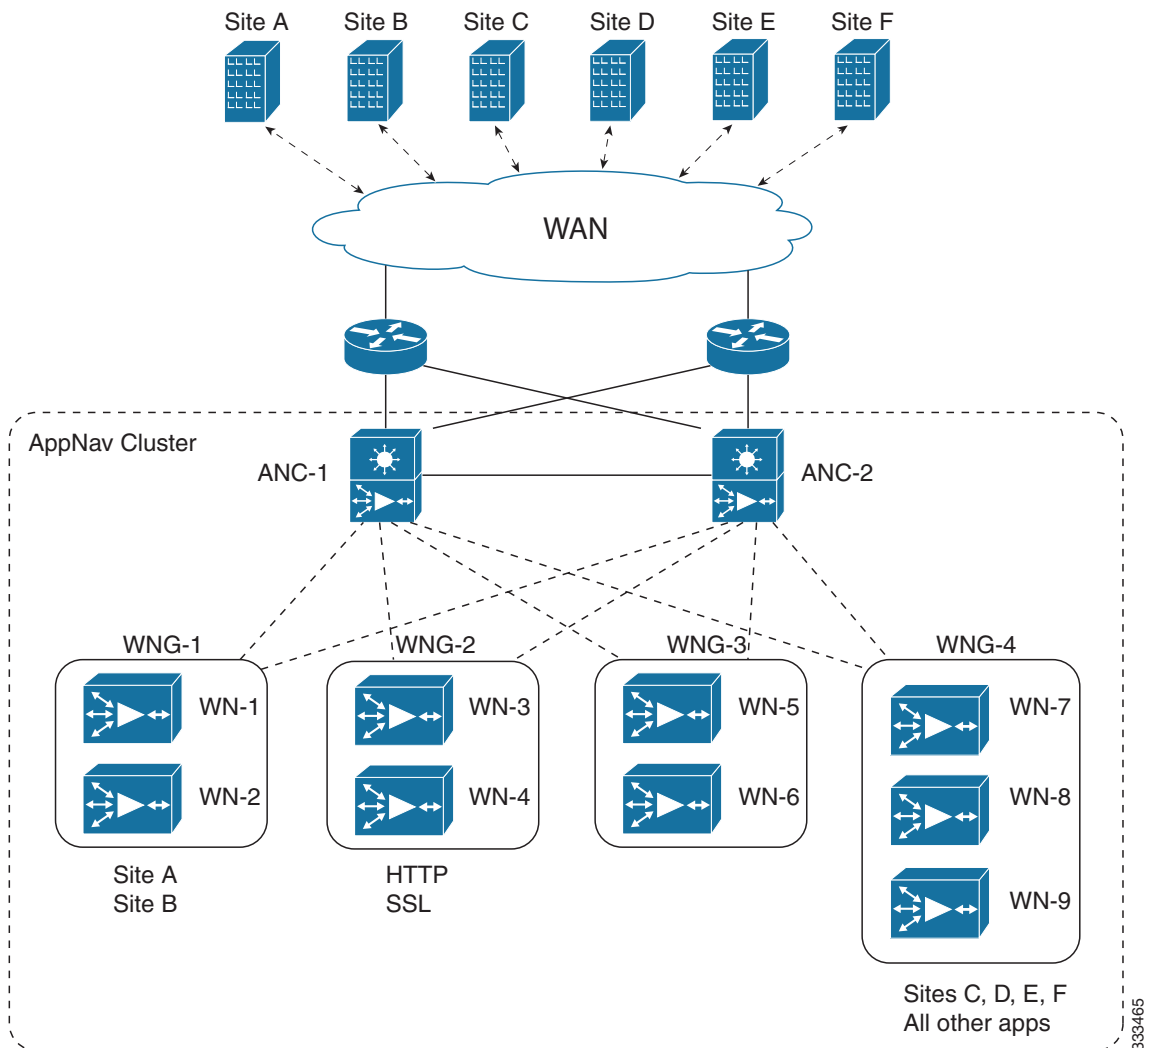 Site A
Site B
Site C
Site D
Site E
Site F
WAN
AppNav Cluster
ANC-1
ANC-2
WNG-1
WNG-2
WNG-3
WNG-4
WN-1
WN-3
WN-5
WN-7
WN-2
WN-4
WN-6
WN-8
WN-9
Site A
Site B
HTTP
SSL
Sites C, D, E, F
All other apps
333465